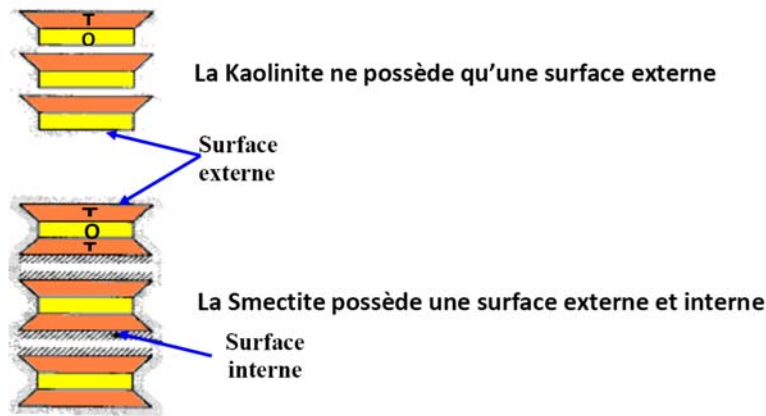 T
O
La Kaolinite ne possède qu'une surface externe
Surface
externe
T
O
T
La Smectite possède une surface externe et interne
Surface
interne